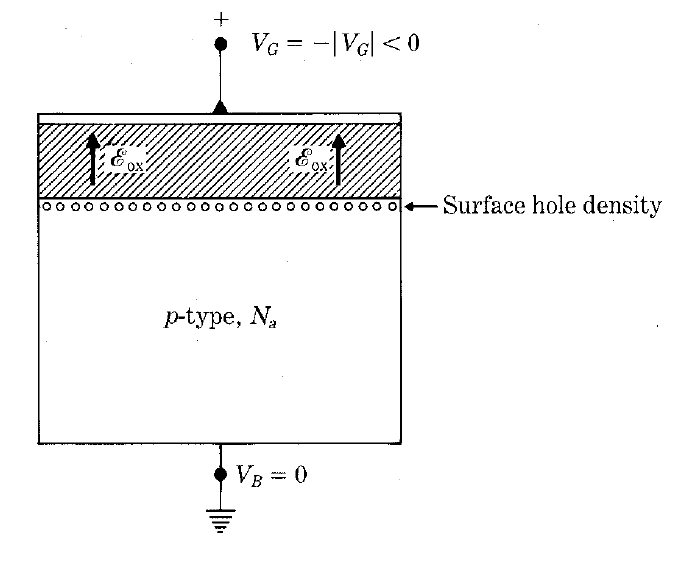 +
V_G = −|V_G| < 0
ℰ_ox ℰ_ox
Surface hole density
p-type, N_a
V_B = 0